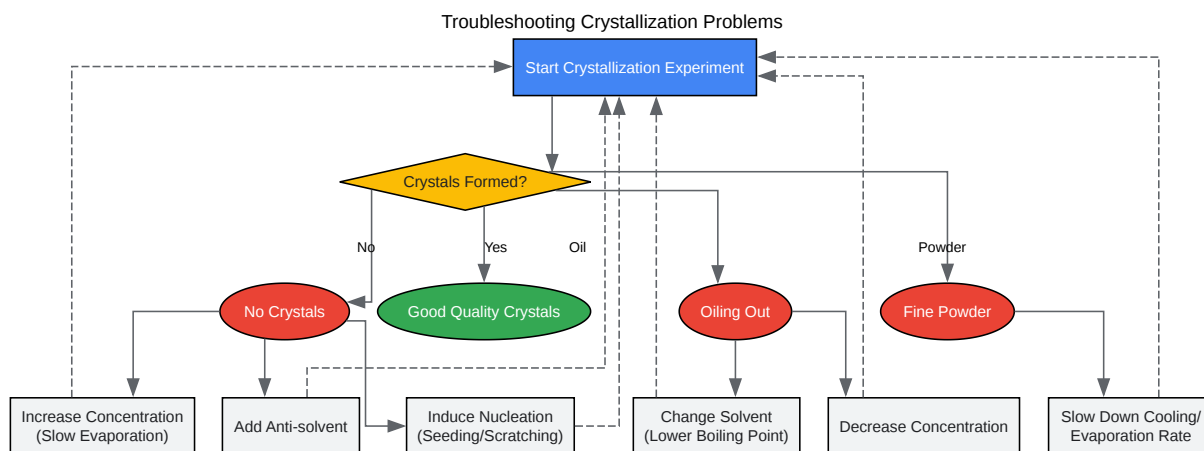 Troubleshooting Crystallization Problems
Start Crystallization Experiment
Crystals Formed?
No
Yes
Oil
Powder
No Crystals
Good Quality Crystals
Oiling Out
Fine Powder
Increase Concentration
(Slow Evaporation)
Add Anti-solvent
Induce Nucleation
(Seeding/Scratching)
Change Solvent
(Lower Boiling Point)
Decrease Concentration
Slow Down Cooling/
Evaporation Rate